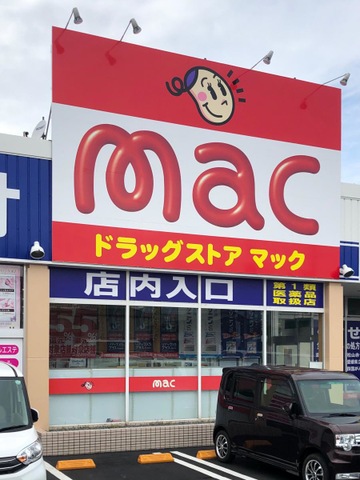 mac
ドラッグストア マック
店内入口
第1類
医薬品
取扱店
mac